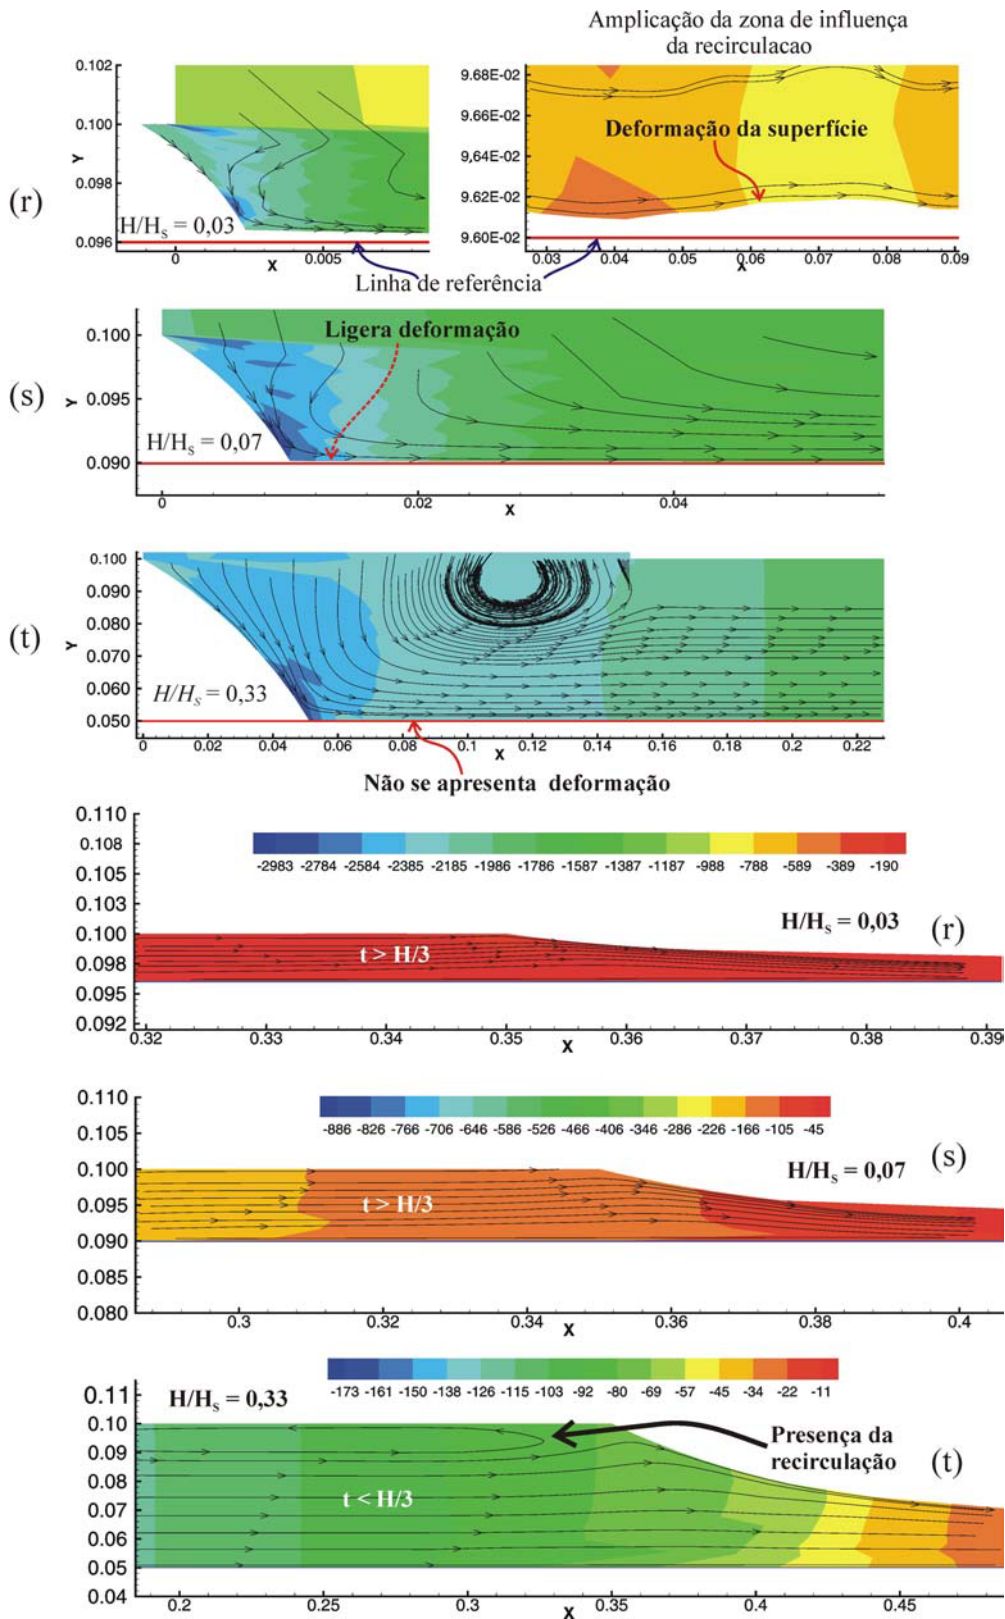 Amplicação da zona de influença
da recirculacao
0.102
0.100
0.098
0.096
Y
0
0.005
X
(r)
H/Hs = 0,03
9.68E-02
9.66E-02
9.64E-02
9.62E-02
9.60E-02
Deformação da superfície
0.03 0.04 0.05 0.06 0.07 0.08 0.09
X
Linha de referência
(s)
0.100
0.095
0.090
Y
Ligera deformação
H/Hs = 0,07
0 0.02 0.04
X
(t)
0.100
0.090
0.080
0.070
0.060
0.050
Y
H/Hs = 0,33
0 0.02 0.04 0.06 0.08 0.1 0.12 0.14 0.16 0.18 0.2 0.22
X
Não se apresenta deformação
0.110
0.108
0.105
0.103
0.100
0.098
0.095
0.092
-2983 -2784 -2584 -2385 -2185 -1986 -1786 -1587 -1387 -1187 -988 -788 -589 -389 -190
H/Hs = 0,03
(r)
t > H/3
0.32 0.33 0.34 0.35 0.36 0.37 0.38 0.39
X
0.110
0.105
0.100
0.095
0.090
0.085
0.080
-886 -826 -766 -706 -646 -586 -526 -466 -406 -346 -286 -226 -166 -105 -45
H/Hs = 0,07
(s)
t > H/3
0.3 0.32 0.34 0.36 0.38 0.4
X
0.11
0.10
0.09
0.08
0.07
0.06
0.05
0.04
-173 -161 -150 -138 -126 -115 -103 -92 -80 -69 -57 -45 -34 -22 -11
H/Hs = 0,33
Presença da
recirculação
(t)
t < H/3
0.2 0.25 0.3 0.35 0.4 0.45
X